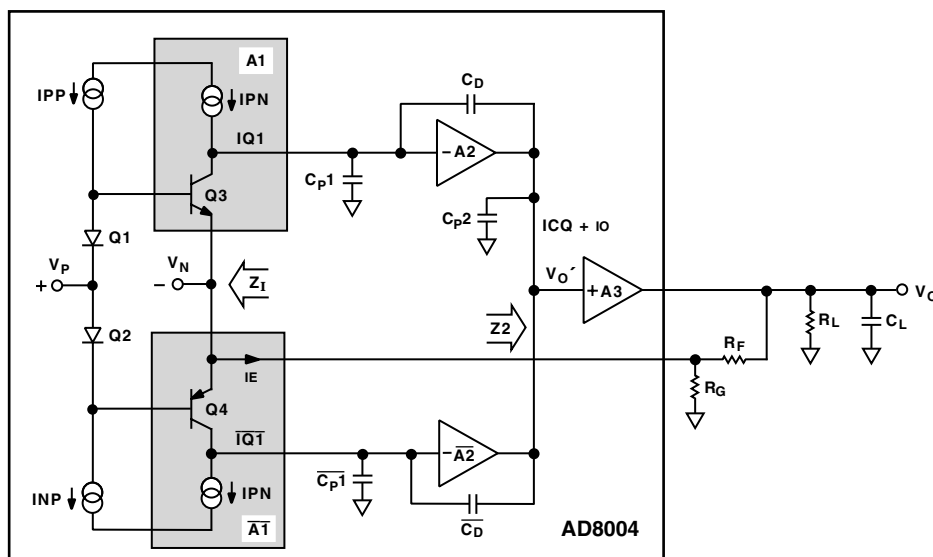 A1
IPP
IPN
IQ1
CD
–A2
CP1
Q3
CP2
ICQ + IO
Q1
VP
+
VN
–
ZI
VO´
+A3
VO
Z2
RL
CL
Q2
RF
IE
RG
Q4
IQ1
–A2
CP1
INP
IPN
CD
A1
AD8004